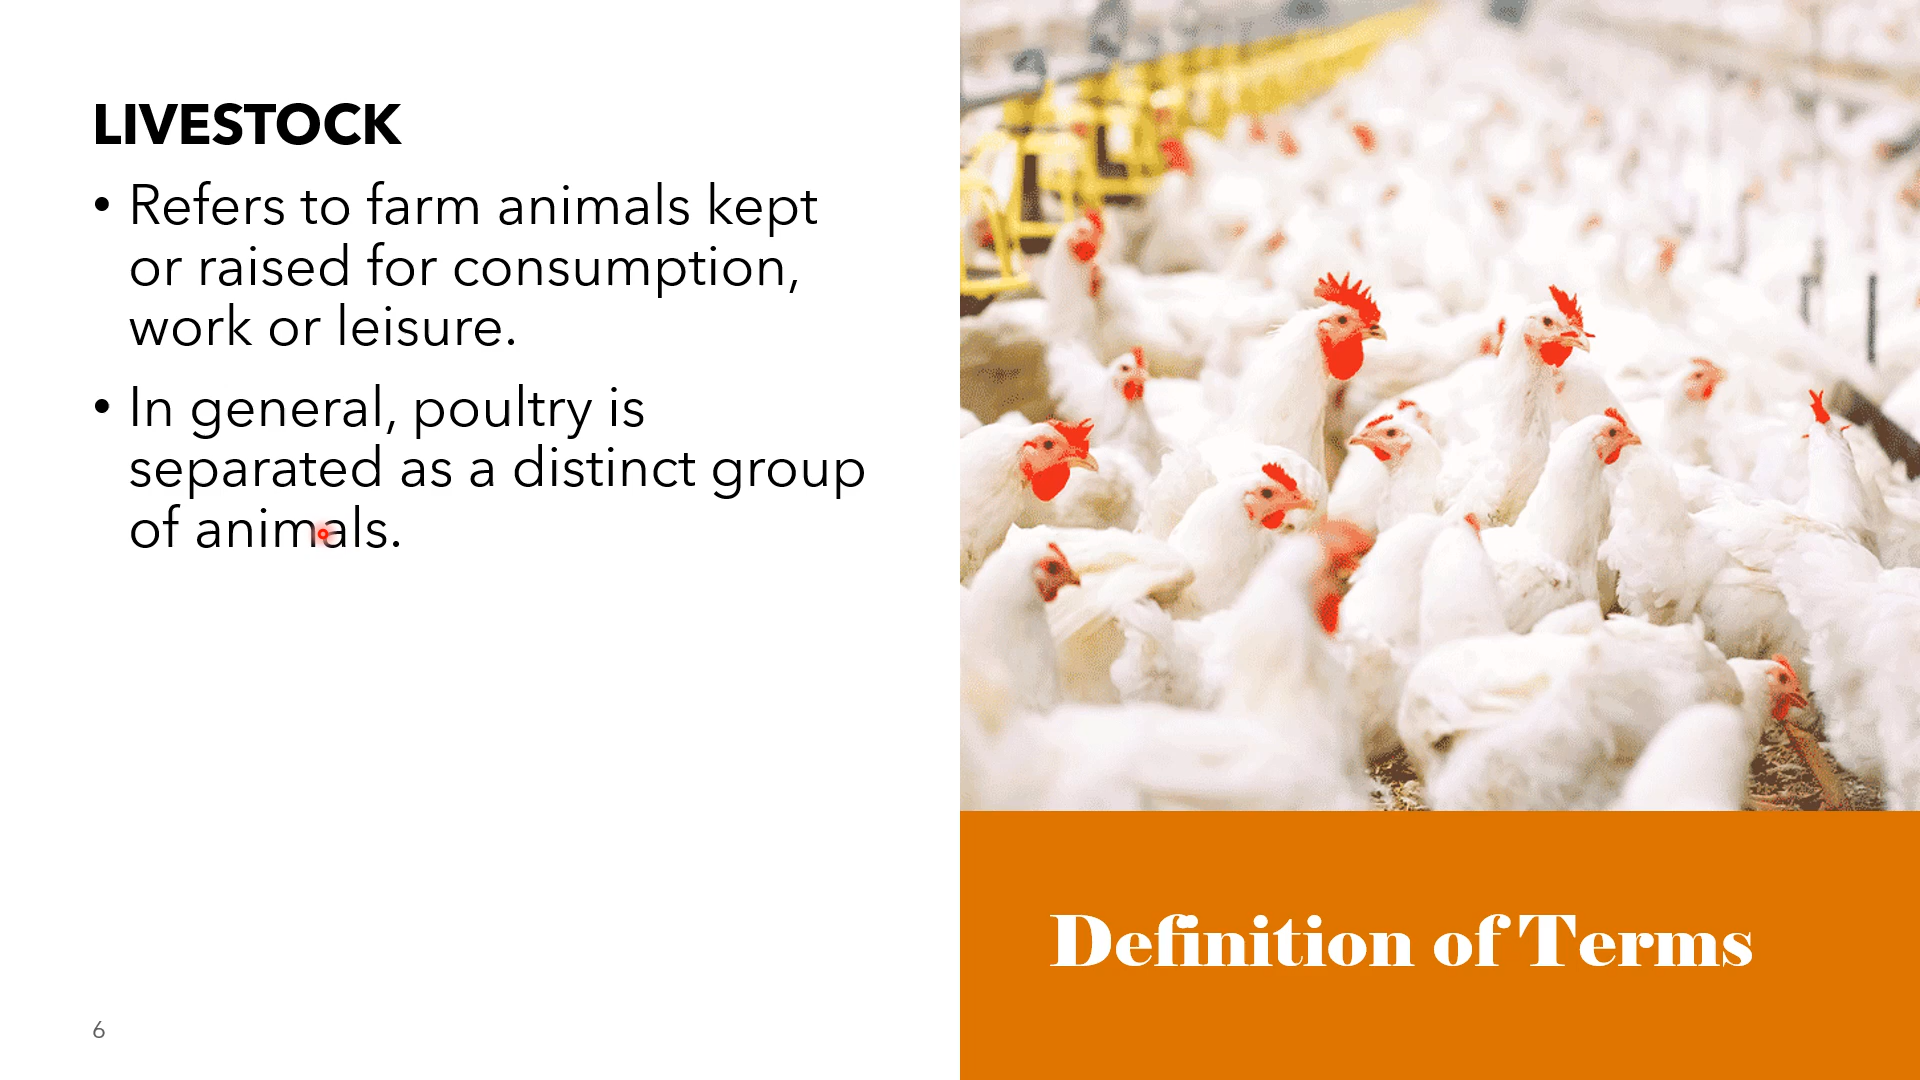 LIVESTOCK
• Refers to farm animals kept
or raised for consumption,
work or leisure.
• In general, poultry is
separated as a distinct group
of animals.
Definition of Terms
6